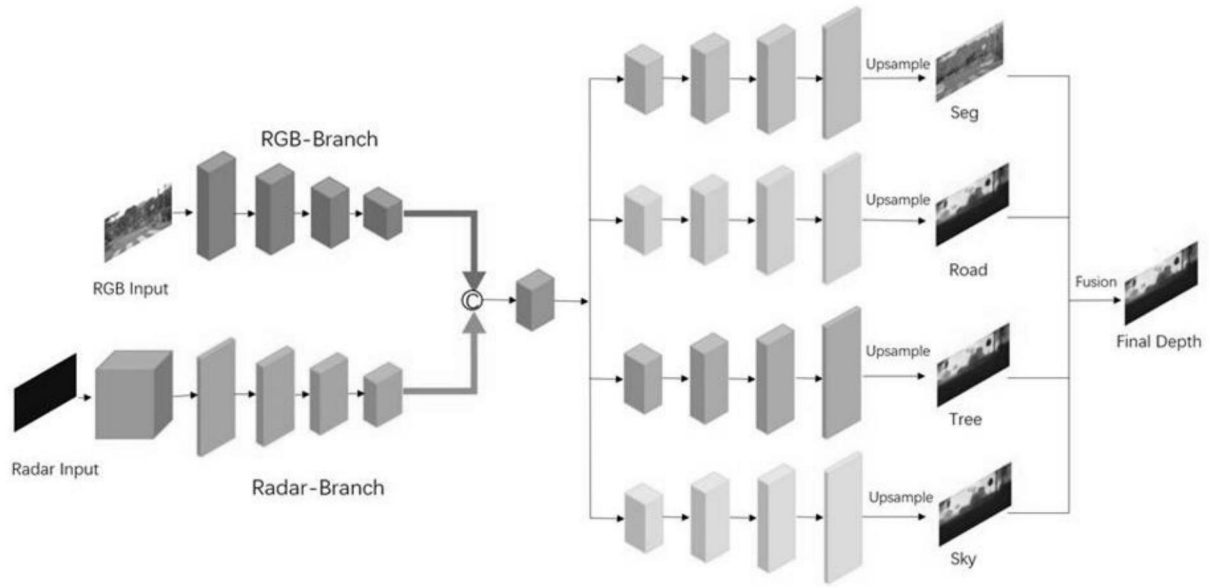 RGB-Branch
RGB Input
©
Radar Input
Radar-Branch
Upsample
Seg
Upsample
Road
Upsample
Tree
Upsample
Sky
Fusion
Final Depth